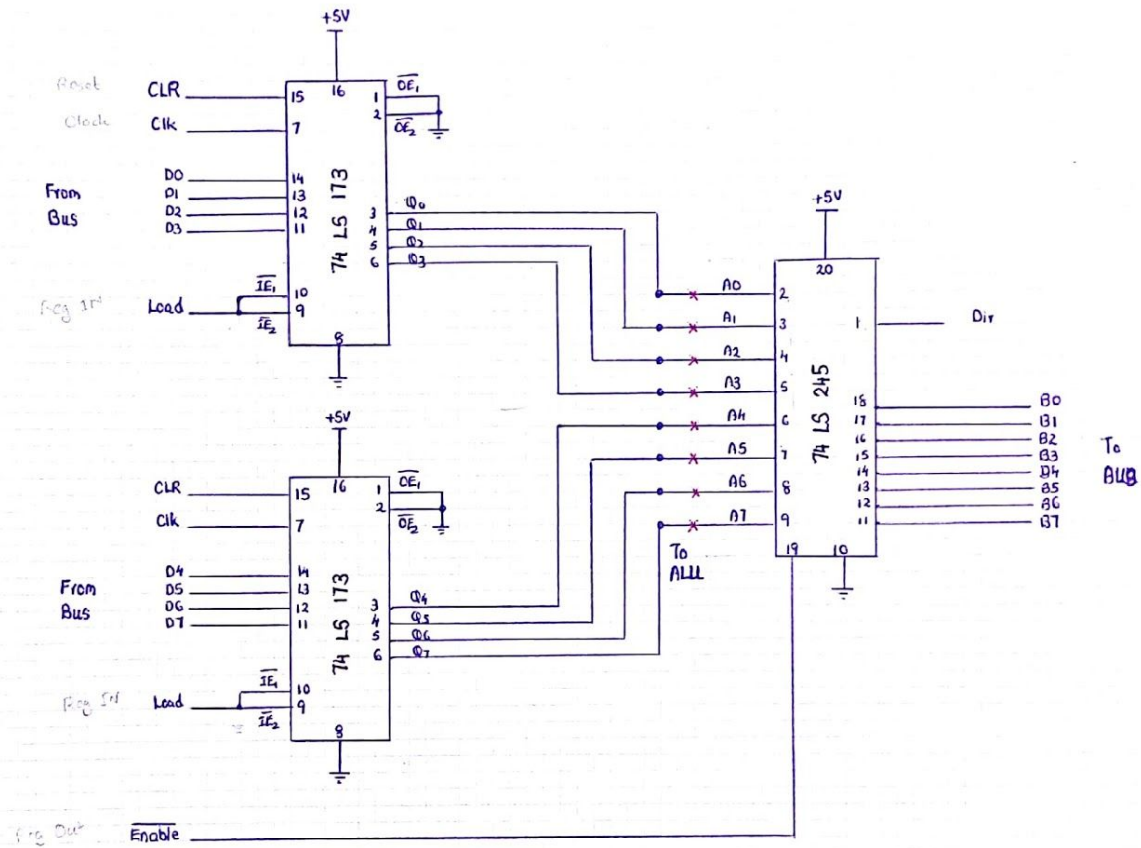 +5V
Reset CLR 15 16 1 OE₁
Clock Clk 7 2 OE₂
From Bus
D0 14
D1 13
D2 12
D3 11
74 LS 173
3 Q₀
4 Q₁
5 Q₂
6 Q₃
Reg IN Load 10 IE₁
9 IE₂
8
+5V
CLR 15 16 1 OE₁
Clk 7 2 OE₂
From Bus
D4 14
D5 13
D6 12
D7 11
74 LS 173
3 Q₄
4 Q₅
5 Q₆
6 Q₇
Reg IN Load 10 IE₁
9 IE₂
8
+5V
20
A0 2
A1 3
A2 4
A3 5
A4 6
A5 7
A6 8
A7 9
To ALU
74 LS 245
1 Dir
18 B0
17 B1
16 B2
15 B3
14 B4
13 B5
12 B6
11 B7
To
19 10
Reg Out Enable